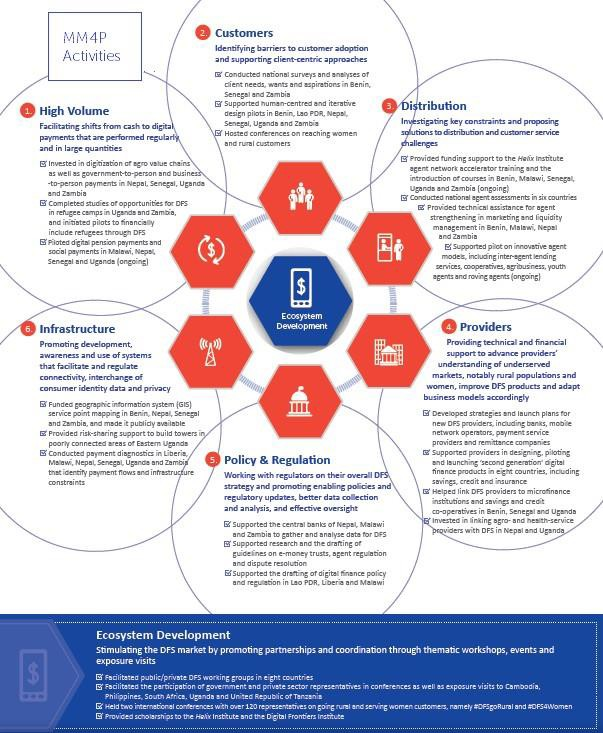 MM4P
Activities
1. High Volume
Facilitating shifts from cash to digital
payments that are performed regularly
and in large quantities
Invested in digitization of agro value chains
as well as government-to-person and business
-to-person payments in Nepal, Senegal, Uganda
and Zambia
Completed studies of opportunities for DFS
in refugee camps in Uganda and Zambia,
and initiated pilots to financially
include refugees through DFS
Piloted digital pension payments and
social payments in Malawi, Nepal,
Senegal and Uganda (ongoing)
2. Customers
Identifying barriers to customer adoption
and supporting client-centric approaches
Conducted national surveys and analyses of
client needs, wants and aspirations in Benin,
Senegal and Zambia
Supported human-centred and iterative
design pilots in Benin, Lao PDR, Nepal,
Senegal, Uganda and Zambia
Hosted conferences on reaching women
and rural customers
3. Distribution
Investigating key constraints and proposing
solutions to distribution and customer service
challenges
Provided funding support to the Helix Institute
agent network accelerator training and the
introduction of courses in Benin, Malawi, Senegal,
Uganda and Zambia (ongoing)
Conducted national agent assessments in six countries
Provided technical assistance for agent
strengthening in marketing and liquidity
management in Benin, Malawi, Nepal
and Zambia
Supported pilot on innovative agent
models, including inter-agent lending
services, cooperatives, agribusiness, youth
agents and roving agents (ongoing)
Ecosystem
Development
4. Providers
Providing technical and financial
support to advance providers'
understanding of underserved
markets, notably rural populations and
women, improve DFS products and adapt
business models accordingly
Developed strategies and launch plans for
new DFS providers, including banks, mobile
network operators, payment service
providers and remittance companies
Supported providers in designing, piloting
and launching 'second generation' digital
finance products in eight countries, including
savings, credit and insurance
Helped link DFS providers to microfinance
institutions and savings and credit
co-operatives in Benin, Senegal and Uganda
Invested in linking agro- and health-service
providers with DFS in Nepal and Uganda
5. Policy & Regulation
Working with regulators on their overall DFS
strategy and promoting enabling policies and
regulatory updates, better data collection
and analysis, and effective oversight
Supported the central banks of Nepal, Malawi
and Zambia to gather and analyse data for DFS
Supported research and the drafting of
guidelines on e-money trusts, agent regulation
and dispute resolution
Supported the drafting of digital finance policy
and regulation in Lao PDR, Liberia and Malawi
6. Infrastructure
Promoting development,
awareness and use of systems
that facilitate and regulate
connectivity, interchange of
consumer identity data and privacy
Funded geographic information system (GIS)
service point mapping in Benin, Nepal, Senegal
and Zambia, and made it publicly available
Provided risk-sharing support to build towers in
poorly connected areas of Eastern Uganda
Conducted payment diagnostics in Liberia,
Malawi, Nepal, Senegal, Uganda and Zambia
that identify payment flows and infrastructure
constraints
Ecosystem Development
Stimulating the DFS market by promoting partnerships and coordination through thematic workshops, events and
exposure visits
Facilitated public/private DFS working groups in eight countries
Facilitated the participation of government and private sector representatives in conferences as well as exposure visits to Cambodia,
Philippines, South Africa, Uganda and United Republic of Tanzania
Held two international conferences with over 120 representatives on going rural and serving women customers, namely #DFSgoRural and #DFS4Women
Provided scholarships to the Helix Institute and the Digital Frontiers Institute